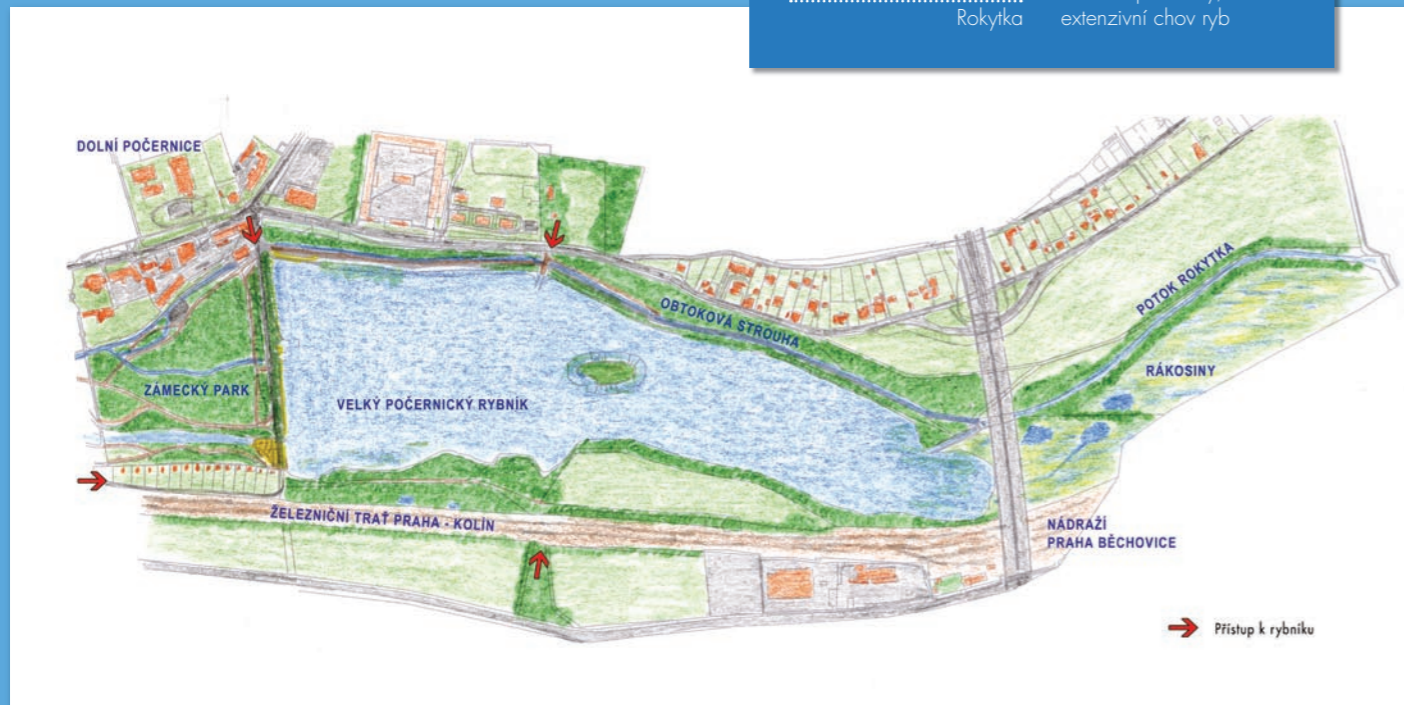 Rokytka extenzivní chov ryb
DOLNÍ POČERNICE
OBTOKOVÁ STROUHA
POTOK ROKYTKA
RÁKOSINY
ZÁMECKÝ PARK
VELKÝ POČERNICKÝ RYBNÍK
ŽELEZNIČNÍ TRAŤ PRAHA - KOLÍN
NÁDRAŽÍ
PRAHA BĚCHOVICE
Přístup k rybníku